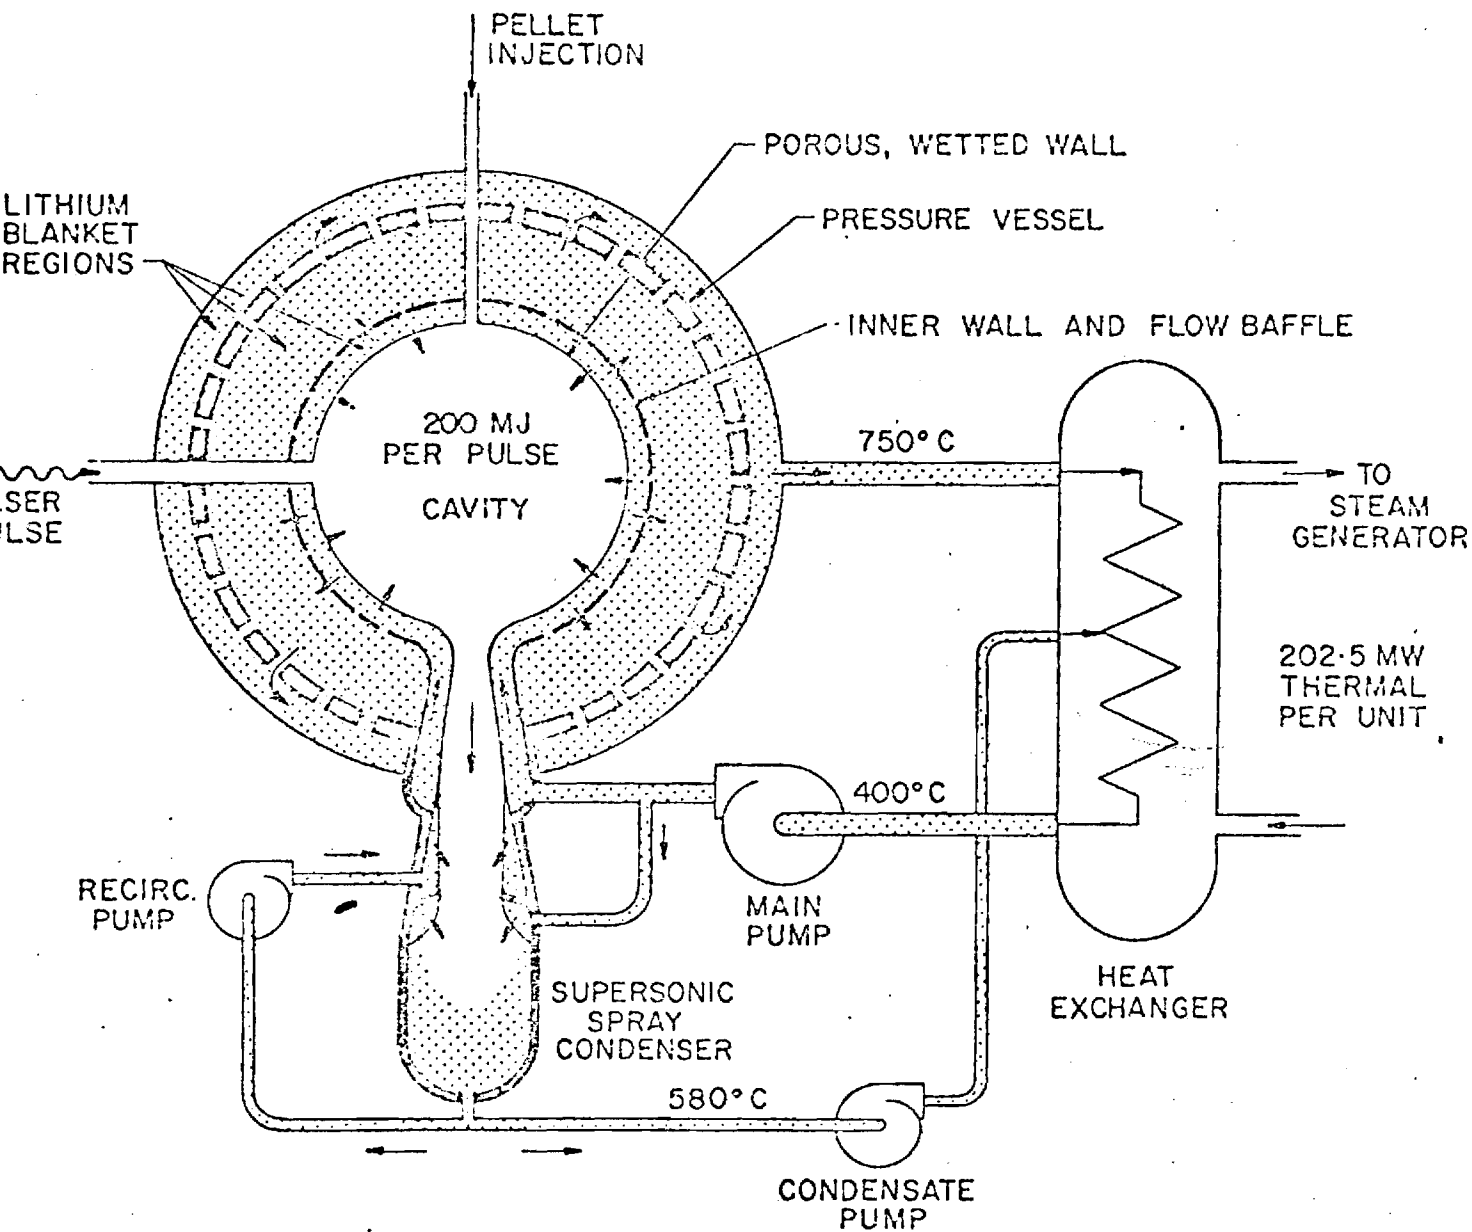 PELLET
INJECTION
POROUS, WETTED WALL
LITHIUM
BLANKET
REGIONS
PRESSURE VESSEL
INNER WALL AND FLOW BAFFLE
200 MJ
PER PULSE
CAVITY
750°C
TO
STEAM
GENERATOR
SER
LSE
202·5 MW
THERMAL
PER UNIT
400°C
RECIRC.
PUMP
MAIN
PUMP
HEAT
EXCHANGER
SUPERSONIC
SPRAY
CONDENSER
580°C
CONDENSATE
PUMP